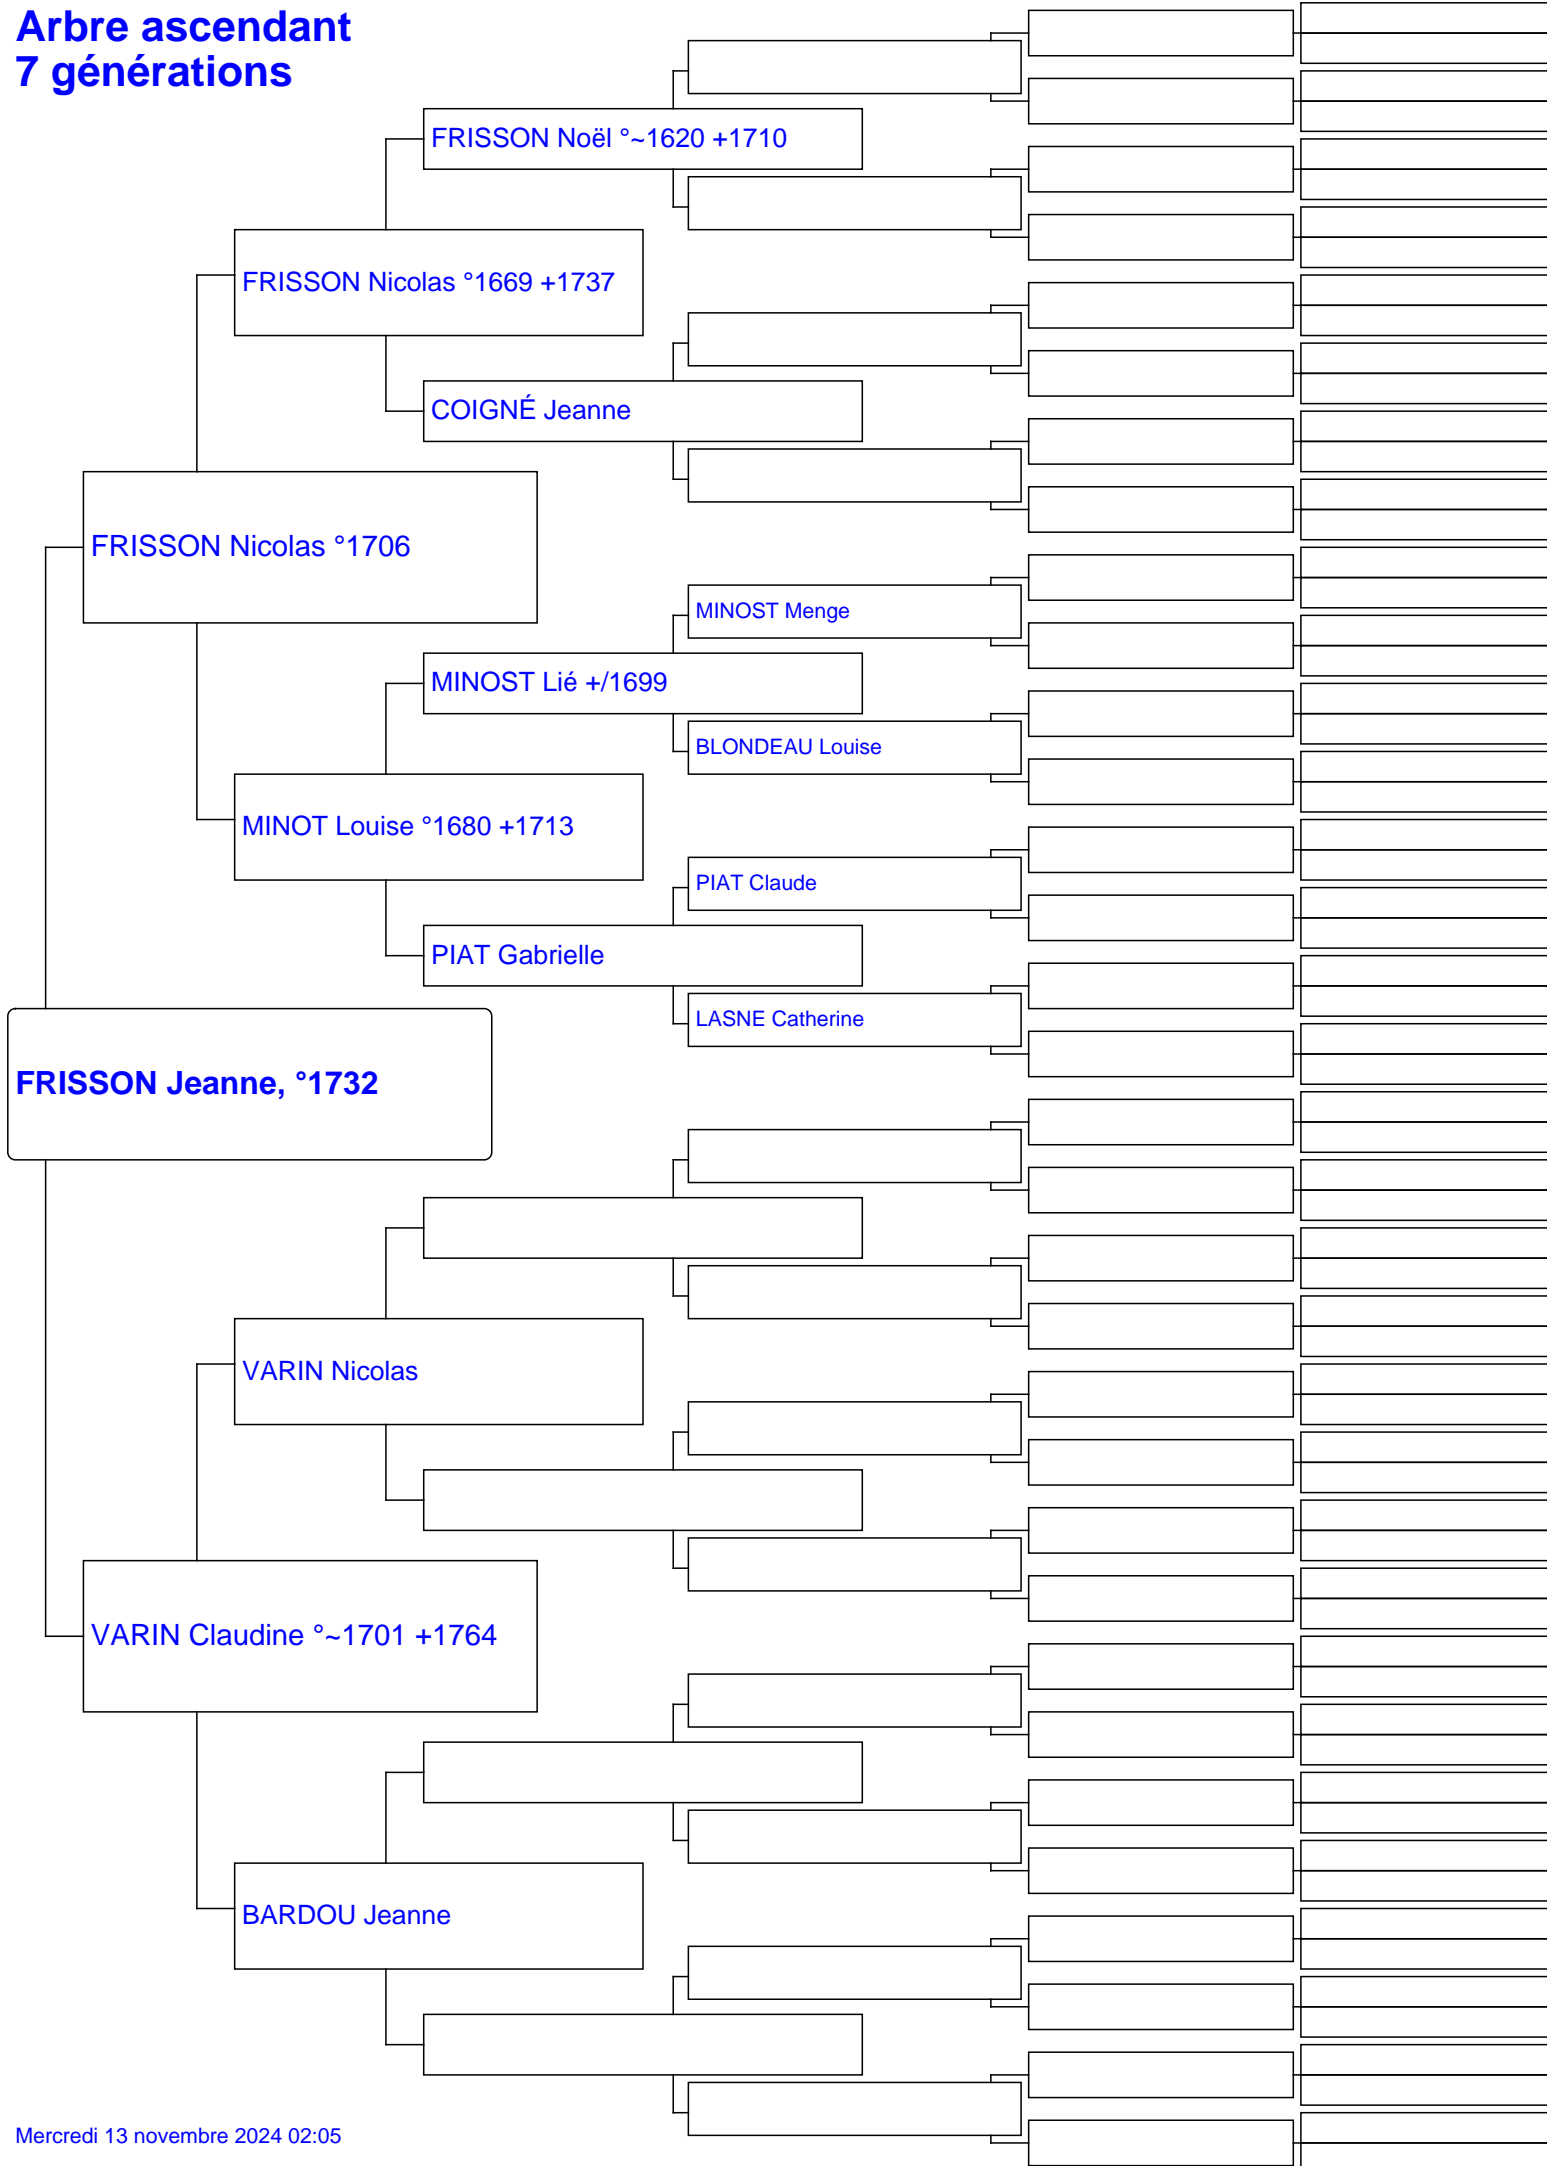 Arbre ascendant
7 générations
FRISSON Noël °~1620 +1710
FRISSON Nicolas °1669 +1737
COIGNÉ Jeanne
FRISSON Nicolas °1706
MINOST Menge
MINOST Lié +/1699
BLONDEAU Louise
MINOT Louise °1680 +1713
PIAT Claude
PIAT Gabrielle
LASNE Catherine
FRISSON Jeanne, °1732
VARIN Nicolas
VARIN Claudine °~1701 +1764
BARDOU Jeanne
Mercredi 13 novembre 2024 02:05